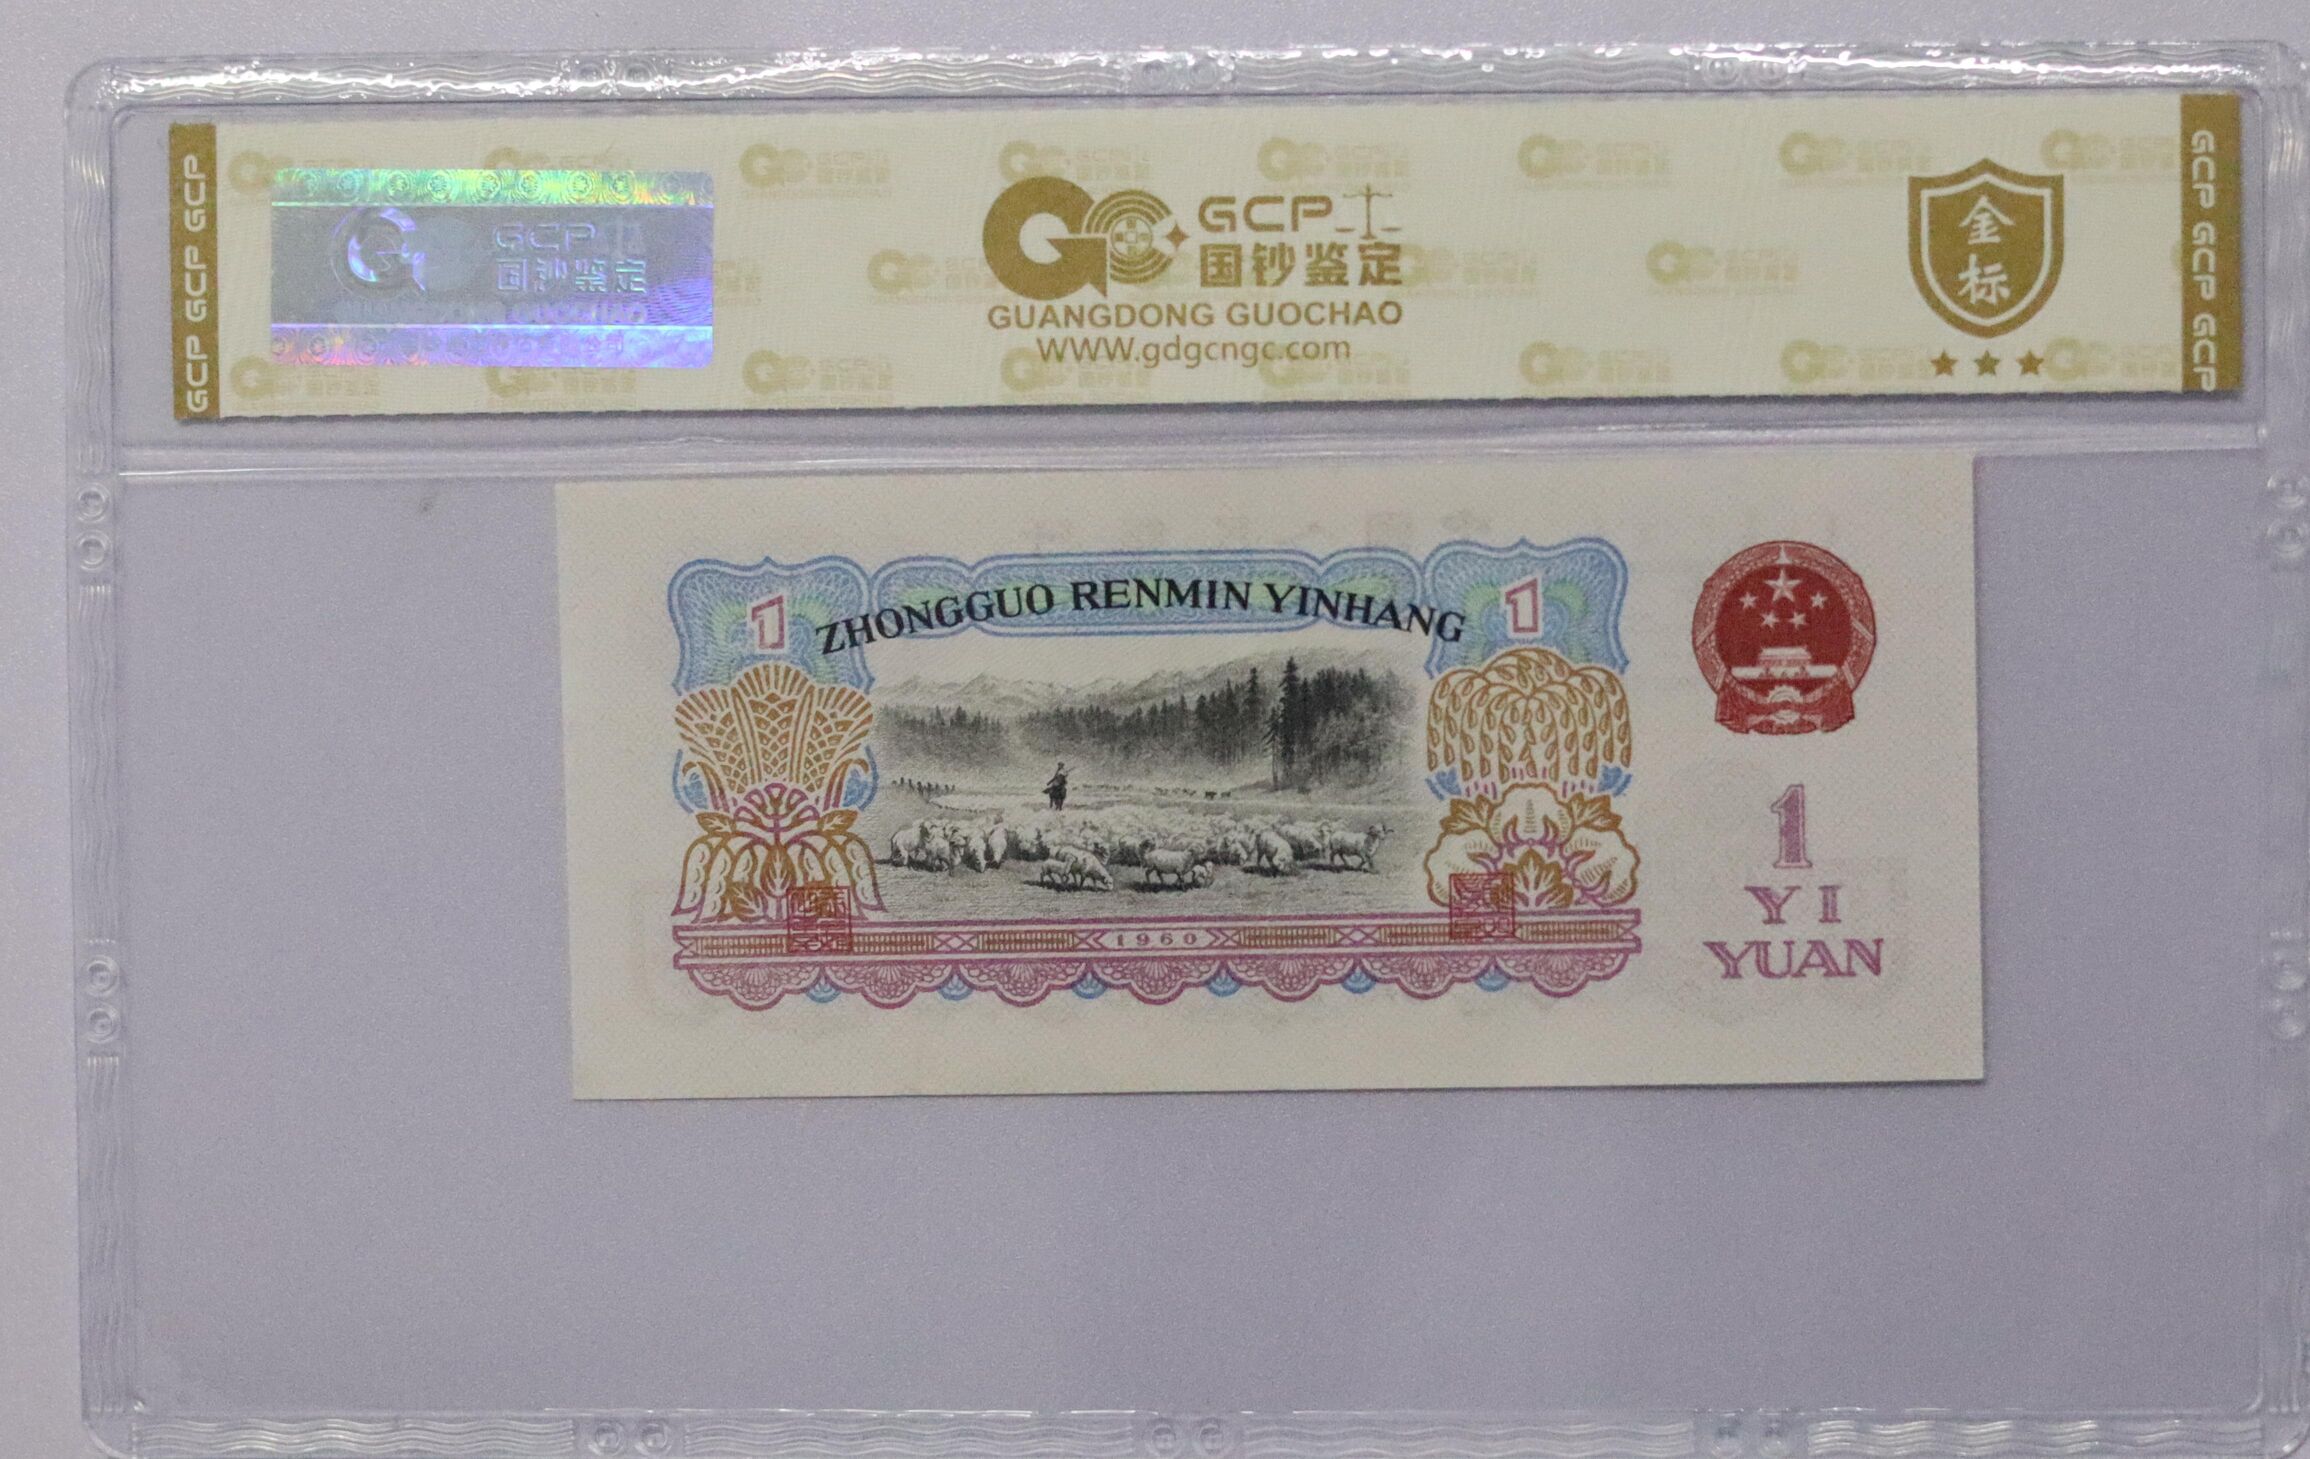 GCP GCP GCP
GCP
国钞鉴定
GCP
国钞鉴定
GUANGDONG GUOCHAO
WWW.gdgcngc.com
金标
GCP GCP GCP
1
ZHONGGUO RENMIN YINHANG
1
1960
1
YI
YUAN